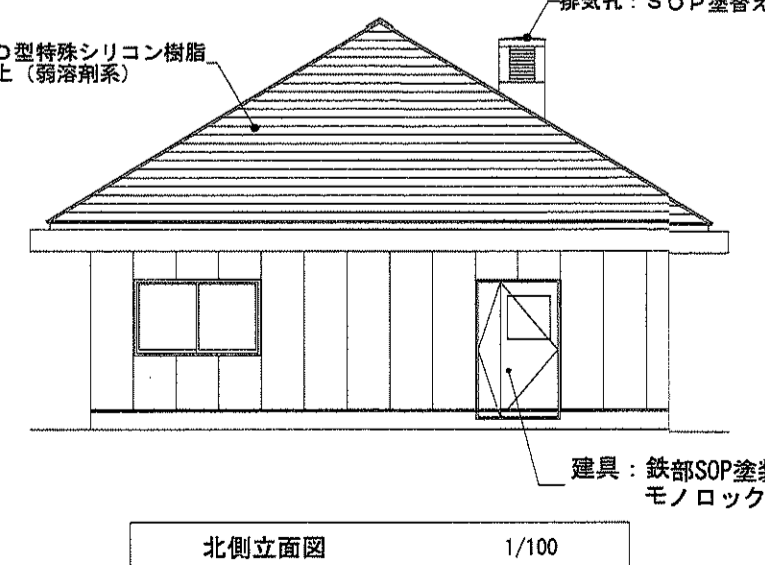 排気孔：ＳＯＰ塗替え
Ｄ型特殊シリコン樹脂
上（弱溶剤系）
建具：鉄部SOP塗装
モノロック
北側立面図 1/100